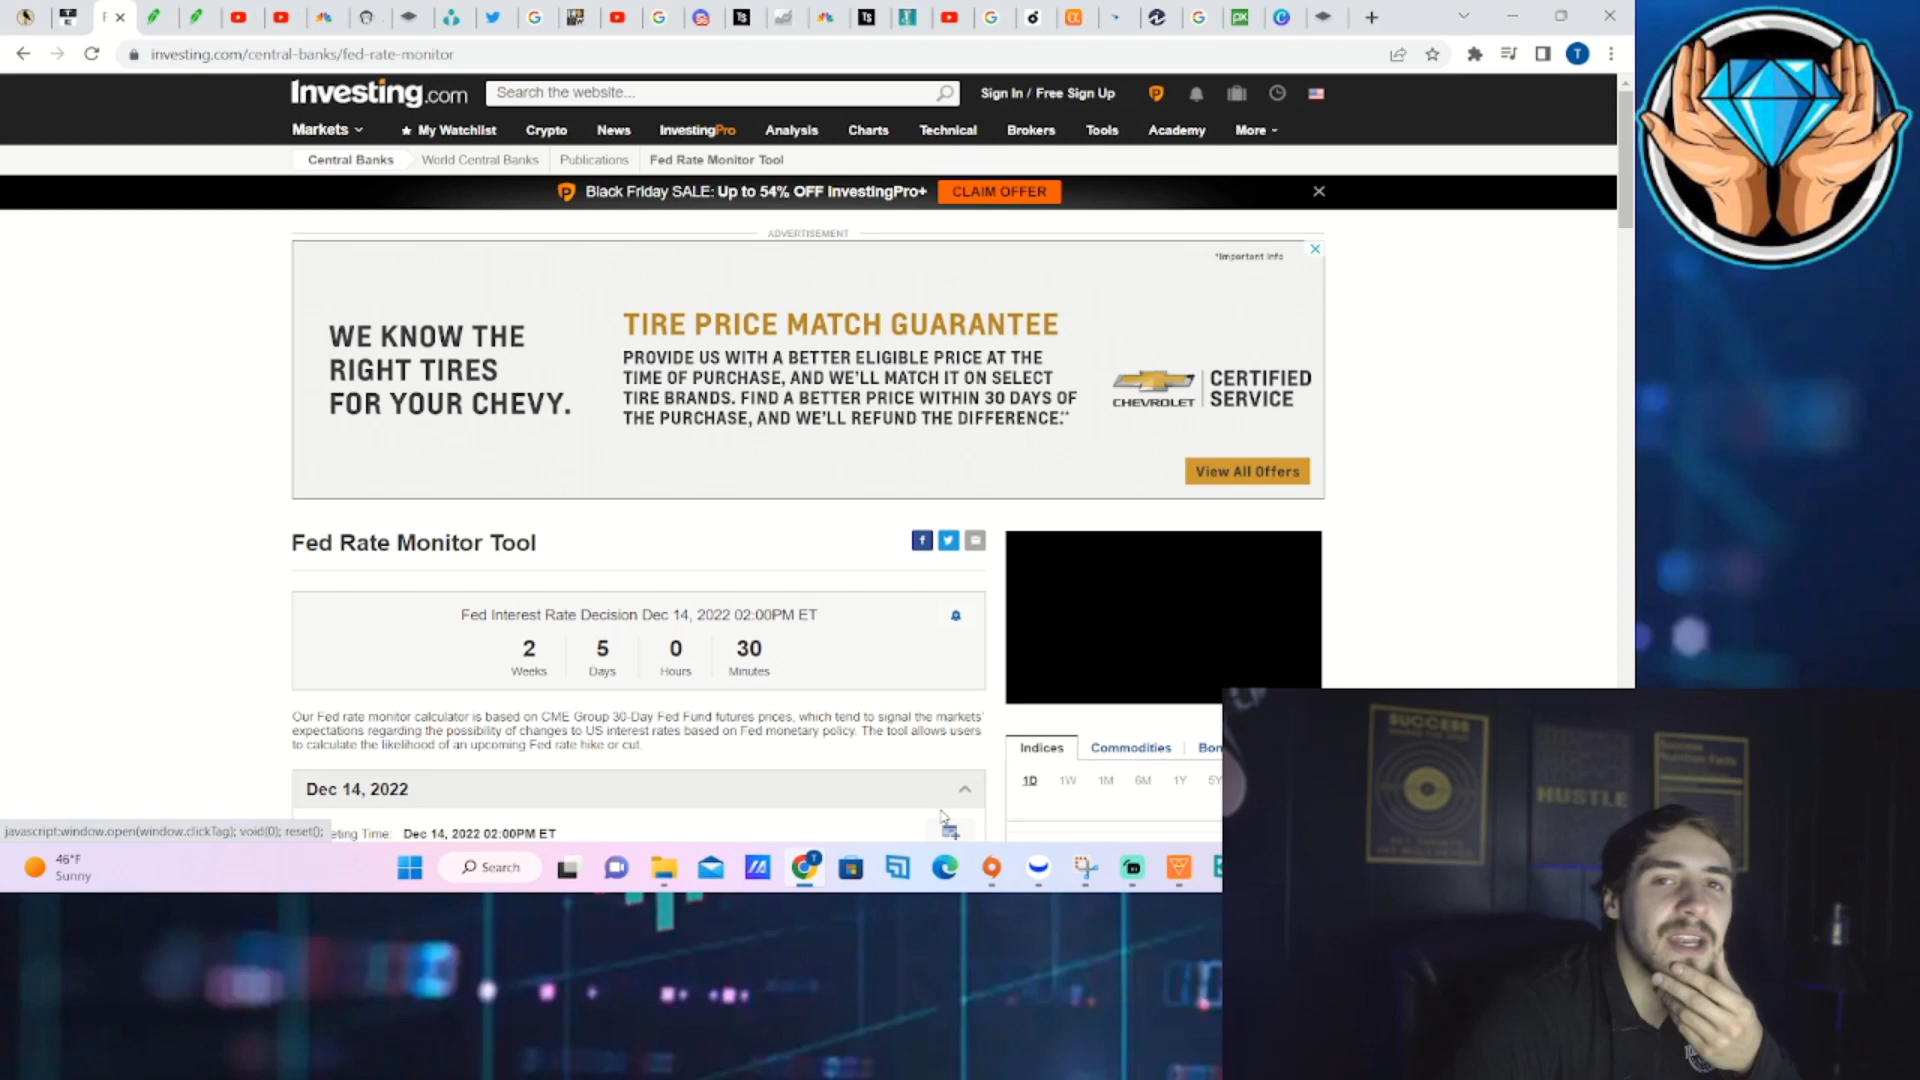 investing.com/central-banks/fed-rate-monitor
T
Investing.com
Search the website...
Sign In / Free Sign Up
Markets
My Watchlist
Crypto
News
InvestingPro
Analysis
Charts
Technical
Brokers
Tools
Academy
More
Central Banks
World Central Banks
Publications
Fed Rate Monitor Tool
Black Friday SALE: Up to 54% OFF InvestingPro+
CLAIM OFFER
ADVERTISEMENT
*Important Info
WE KNOW THE
RIGHT TIRES
FOR YOUR CHEVY.
TIRE PRICE MATCH GUARANTEE
PROVIDE US WITH A BETTER ELIGIBLE PRICE AT THE
TIME OF PURCHASE, AND WE'LL MATCH IT ON SELECT
TIRE BRANDS. FIND A BETTER PRICE WITHIN 30 DAYS OF
THE PURCHASE, AND WE'LL REFUND THE DIFFERENCE.**
CHEVROLET
CERTIFIED
SERVICE
View All Offers
Fed Rate Monitor Tool
Fed Interest Rate Decision Dec 14, 2022 02:00PM ET
2 5 0 30
Weeks Days Hours Minutes
Our Fed rate monitor calculator is based on CME Group 30-Day Fed Fund futures prices, which tend to signal the markets'
expectations regarding the possibility of changes to US interest rates based on Fed monetary policy. The tool allows users
to calculate the likelihood of an upcoming Fed rate hike or cut.
Indices
Commodities
Bon
1D 1W 1M 6M 1Y 5Y
Dec 14, 2022
javascript:window.open(window.clickTag); void(0); reset();
eting Time: Dec 14, 2022 02:00PM ET
46°F
Sunny
Search
SUCCESS
HUSTLE